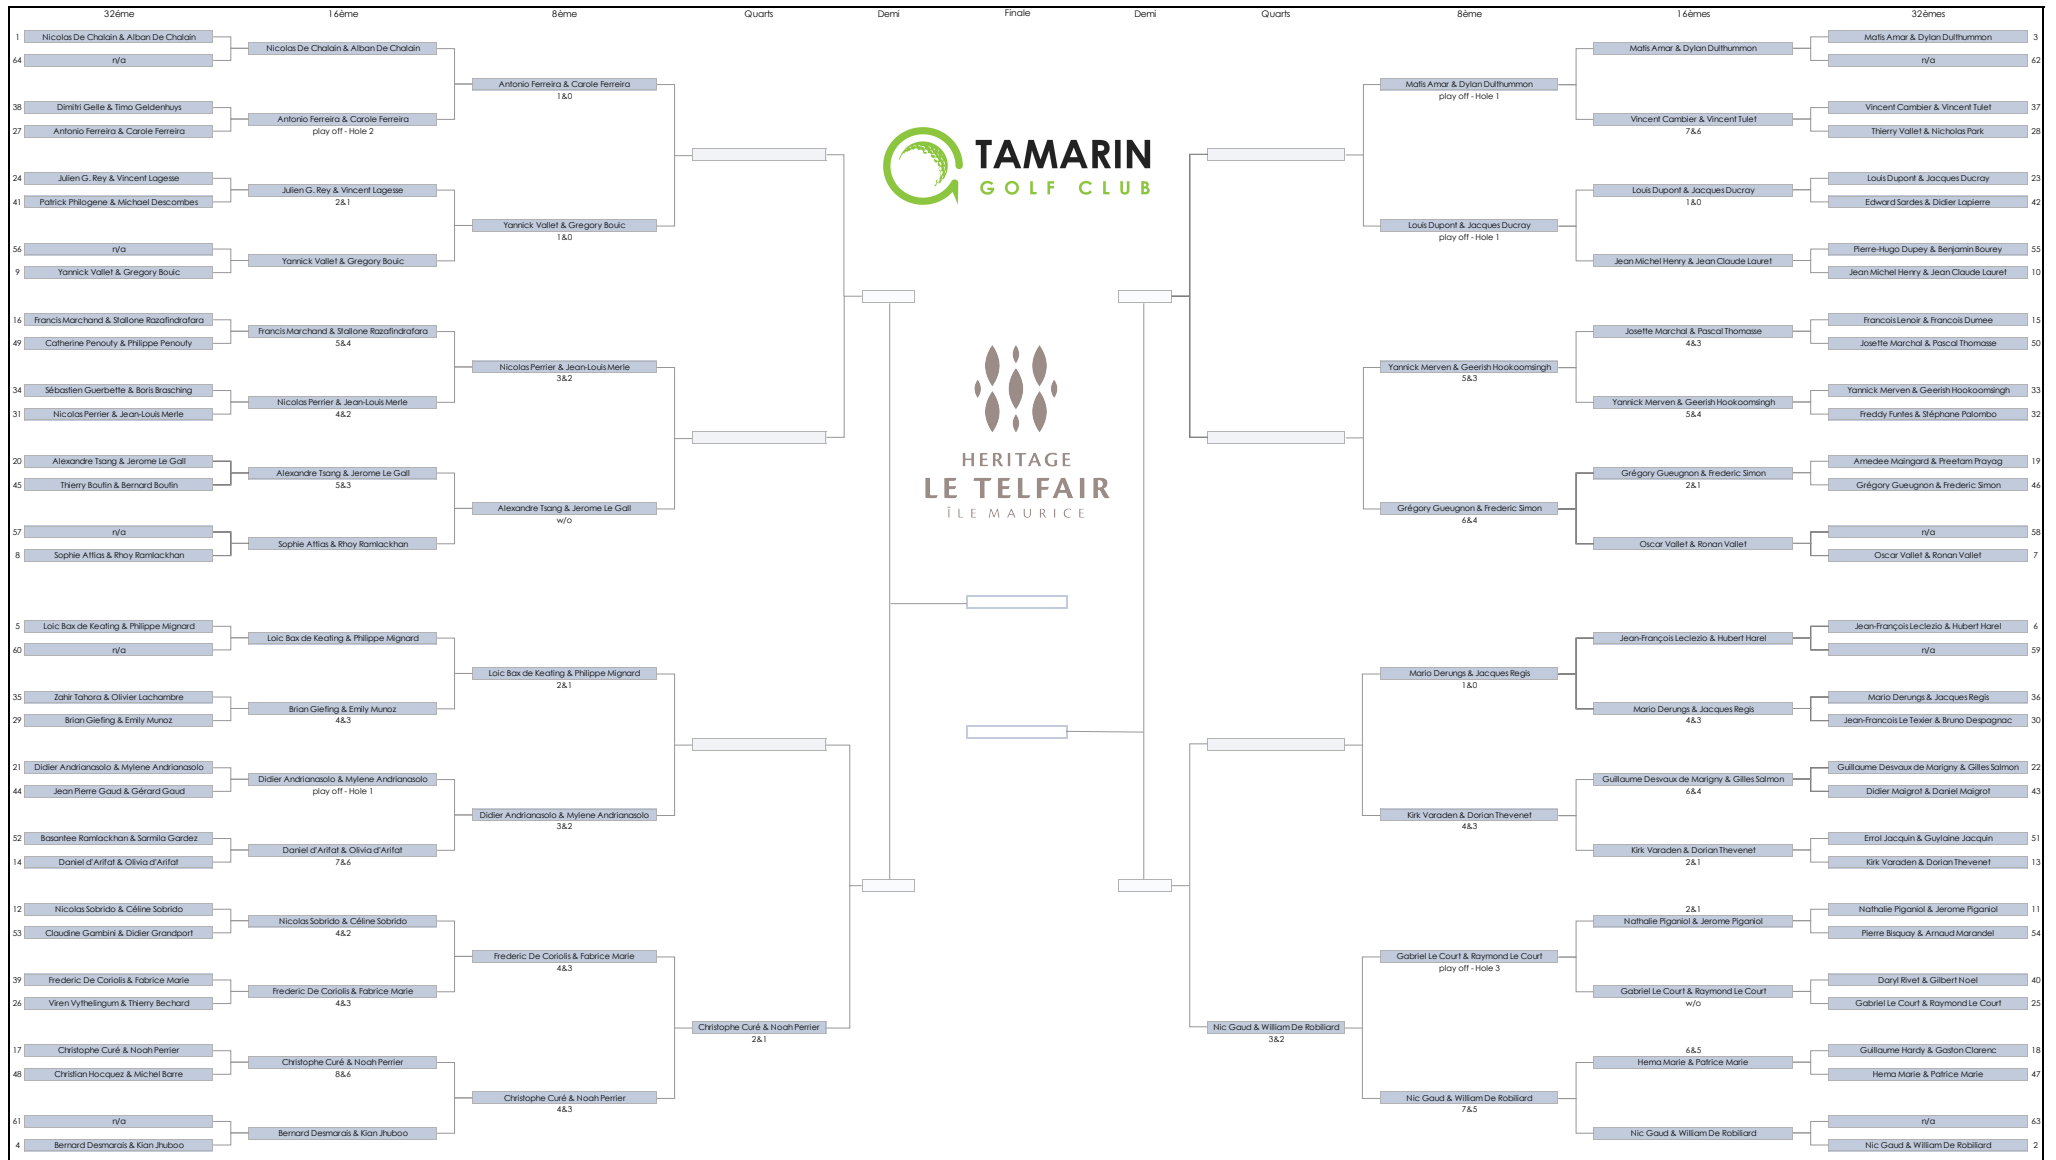 32éme 16ème 8ème Quarts Demi Finale Demi Quarts 8ème 16èmes 32èmes
1 Nicolas De Chalain & Alban De Chalain
64 n/a
Nicolas De Chalain & Alban De Chalain
38 Dimitri Gelle & Timo Geldenhuys
27 Antonio Ferreira & Carole Ferreira
Antonio Ferreira & Carole Ferreira
play off - Hole 2
Antonio Ferreira & Carole Ferreira
1&0
24 Julien G. Rey & Vincent Lagesse
41 Patrick Philogene & Michael Descombes
Julien G. Rey & Vincent Lagesse
2&1
56 n/a
9 Yannick Vallet & Gregory Bouic
Yannick Vallet & Gregory Bouic
Yannick Vallet & Gregory Bouic
1&0
16 Francis Marchand & Stallone Razafindrafara
49 Catherine Penouty & Philippe Penouty
Francis Marchand & Stallone Razafindrafara
5&4
34 Sébastien Guerbette & Boris Brasching
31 Nicolas Perrier & Jean-Louis Merle
Nicolas Perrier & Jean-Louis Merle
4&2
Nicolas Perrier & Jean-Louis Merle
3&2
20 Alexandre Tsang & Jerome Le Gall
45 Thierry Boutin & Bernard Boutin
Alexandre Tsang & Jerome Le Gall
5&3
57 n/a
8 Sophie Attias & Rhoy Ramlackhan
Sophie Attias & Rhoy Ramlackhan
Alexandre Tsang & Jerome Le Gall
w/o
5 Loic Bax de Keating & Philippe Mignard
60 n/a
Loic Bax de Keating & Philippe Mignard
35 Zahir Tahora & Olivier Lachambre
29 Brian Giefing & Emily Munoz
Brian Giefing & Emily Munoz
4&3
Loic Bax de Keating & Philippe Mignard
2&1
21 Didier Andrianasolo & Mylene Andrianasolo
44 Jean Pierre Gaud & Gérard Gaud
Didier Andrianasolo & Mylene Andrianasolo
play off - Hole 1
52 Basantee Ramlackhan & Sarmila Gardez
14 Daniel d'Arifat & Olivia d'Arifat
Daniel d'Arifat & Olivia d'Arifat
7&6
Didier Andrianasolo & Mylene Andrianasolo
3&2
12 Nicolas Sobrido & Céline Sobrido
53 Claudine Gambini & Didier Grandport
Nicolas Sobrido & Céline Sobrido
4&2
39 Frederic De Coriolis & Fabrice Marie
26 Viren Vythelingum & Thierry Bechard
Frederic De Coriolis & Fabrice Marie
4&3
Frederic De Coriolis & Fabrice Marie
4&3
17 Christophe Curé & Noah Perrier
48 Christian Hocquez & Michel Barre
Christophe Curé & Noah Perrier
8&6
61 n/a
4 Bernard Desmarais & Kian Jhuboo
Bernard Desmarais & Kian Jhuboo
Christophe Curé & Noah Perrier
4&3
Christophe Curé & Noah Perrier
2&1
TAMARIN
GOLF CLUB
HERITAGE
LE TELFAIR
ÎLE MAURICE
Matis Amar & Dylan Dulthummon 3
n/a 62
Matis Amar & Dylan Dulthummon
Vincent Cambier & Vincent Tulet 37
Thierry Vallet & Nicholas Park 28
Vincent Cambier & Vincent Tulet
7&6
Matis Amar & Dylan Dulthummon
play off - Hole 1
Louis Dupont & Jacques Ducray 23
Edward Sardes & Didier Lapierre 42
Louis Dupont & Jacques Ducray
1&0
Pierre-Hugo Dupey & Benjamin Bourey 55
Jean Michel Henry & Jean Claude Lauret 10
Jean Michel Henry & Jean Claude Lauret
Louis Dupont & Jacques Ducray
play off - Hole 1
Francois Lenoir & Francois Dumee 15
Josette Marchal & Pascal Thomasse 50
Josette Marchal & Pascal Thomasse
4&3
Yannick Merven & Geerish Hookoomsingh 33
Freddy Funfes & Stéphane Palombo 32
Yannick Merven & Geerish Hookoomsingh
5&4
Yannick Merven & Geerish Hookoomsingh
5&3
Amedee Maingard & Preetam Prayag 19
Grégory Gueugnon & Frederic Simon 46
Grégory Gueugnon & Frederic Simon
2&1
n/a 58
Oscar Vallet & Ronan Vallet 7
Oscar Vallet & Ronan Vallet
Grégory Gueugnon & Frederic Simon
6&4
Jean-François Leclezio & Hubert Harel 6
n/a 59
Jean-François Leclezio & Hubert Harel
Mario Derungs & Jacques Regis 36
Jean-Francois Le Texier & Bruno Despagnac 30
Mario Derungs & Jacques Regis
4&3
Mario Derungs & Jacques Regis
1&0
Guillaume Desvaux de Marigny & Gilles Salmon 22
Didier Maigrot & Daniel Maigrot 43
Guillaume Desvaux de Marigny & Gilles Salmon
6&4
Errol Jacquin & Guylaine Jacquin 51
Kirk Varaden & Dorian Thevenet 13
Kirk Varaden & Dorian Thevenet
2&1
Kirk Varaden & Dorian Thevenet
4&3
Nathalie Piganiol & Jerome Piganiol 11
Pierre Bisquay & Arnaud Marandel 54
2&1
Nathalie Piganiol & Jerome Piganiol
Daryl Rivet & Gilbert Noel 40
Gabriel Le Court & Raymond Le Court 25
Gabriel Le Court & Raymond Le Court
w/o
Gabriel Le Court & Raymond Le Court
play off - Hole 3
Guillaume Hardy & Gaston Clarenc 18
Hema Marie & Patrice Marie 47
6&5
Hema Marie & Patrice Marie
n/a 63
Nic Gaud & William De Robillard 2
Nic Gaud & William De Robillard
Nic Gaud & William De Robillard
7&5
Nic Gaud & William De Robillard
3&2